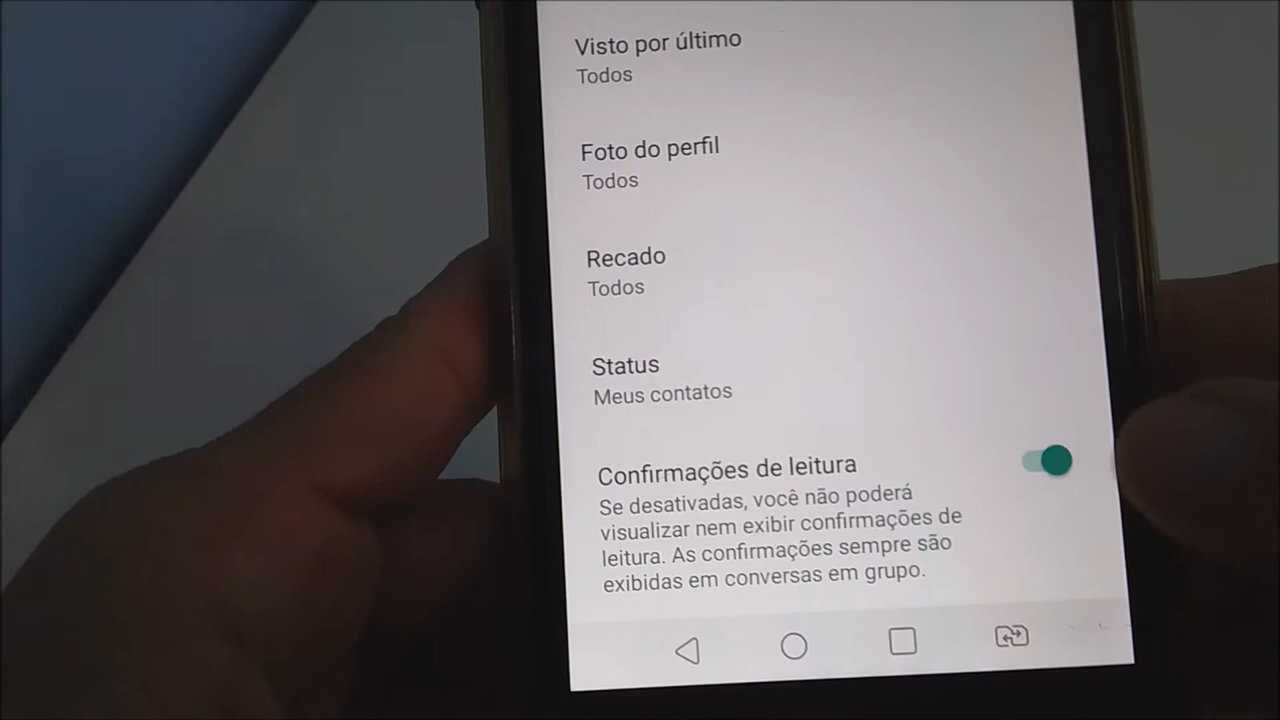 Visto por último
Todos
Foto do perfil
Todos
Recado
Todos
Status
Meus contatos
Confirmações de leitura
Se desativadas, você não poderá
visualizar nem exibir confirmações de
leitura. As confirmações sempre são
exibidas em conversas em grupo.